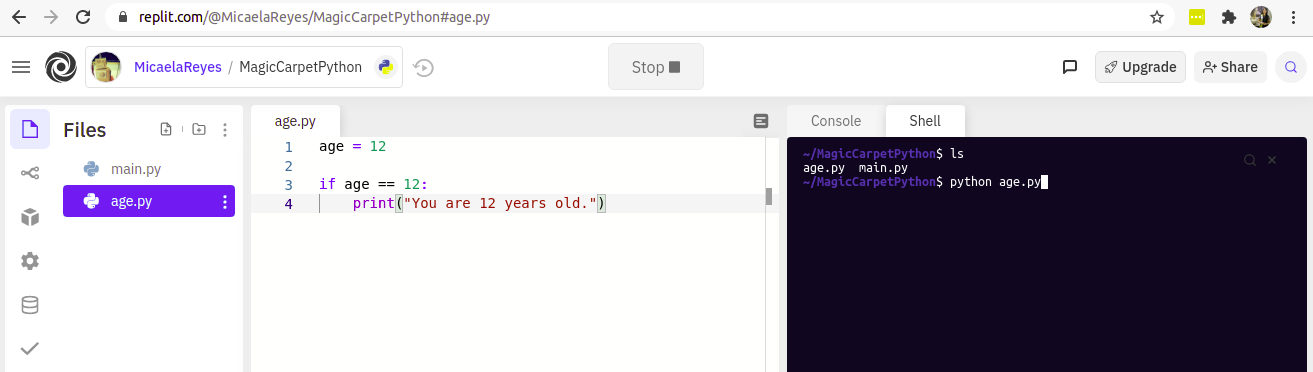 replit.com/@MicaelaReyes/MagicCarpetPython#age.py
MicaelaReyes / MagicCarpetPython
Stop
Upgrade
Share
Files
main.py
age.py
age.py
1 age = 12
2
3 if age == 12:
4     print("You are 12 years old.")
Console
Shell
~/MagicCarpetPython$ ls
age.py  main.py
~/MagicCarpetPython$ python age.py